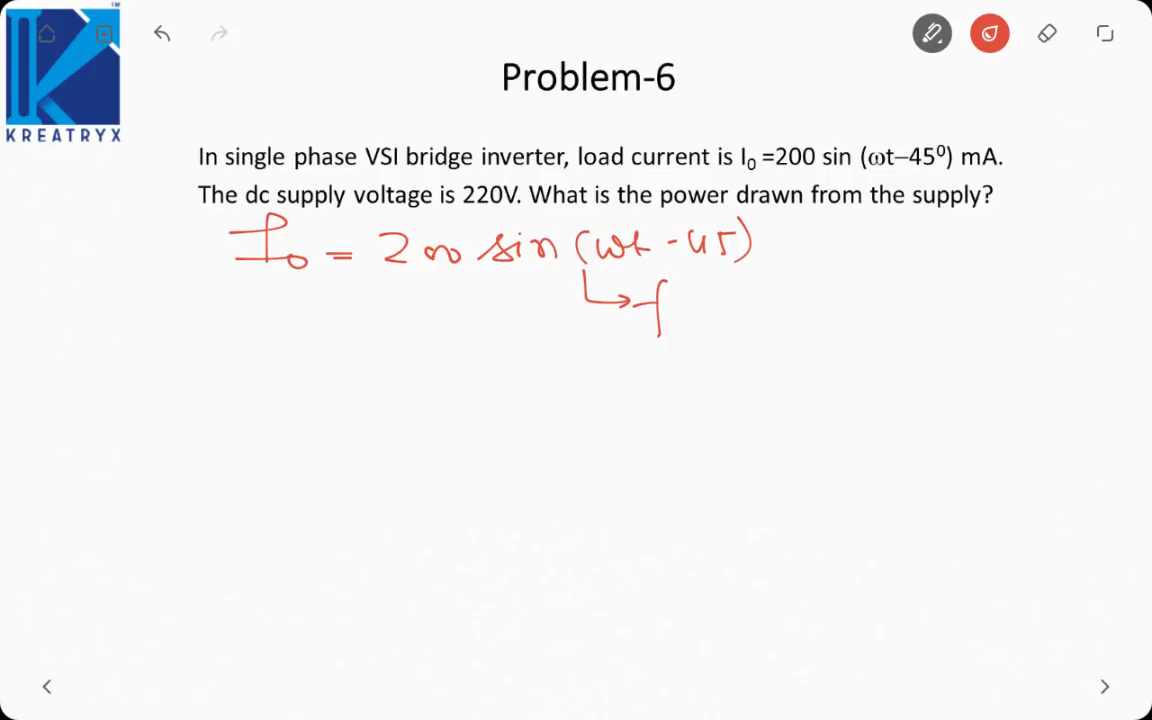 TM
KREATRYX
Problem-6
In single phase VSI bridge inverter, load current is I₀ =200 sin (ωt–45⁰) mA.
The dc supply voltage is 220V. What is the power drawn from the supply?
I₀ = 200 sin (ωt - 45)
f